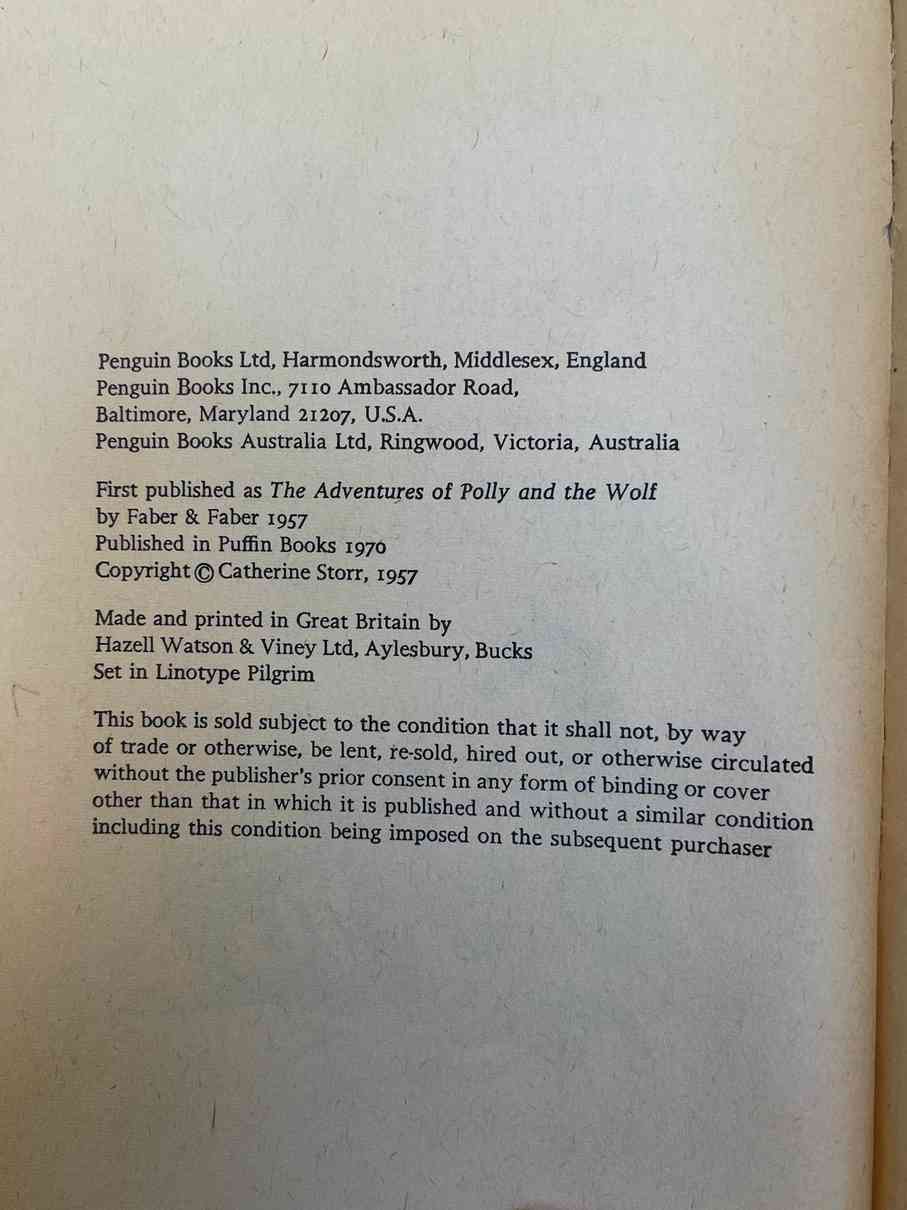 Penguin Books Ltd, Harmondsworth, Middlesex, England
Penguin Books Inc., 7110 Ambassador Road,
Baltimore, Maryland 21207, U.S.A.
Penguin Books Australia Ltd, Ringwood, Victoria, Australia
First published as The Adventures of Polly and the Wolf
by Faber & Faber 1957
Published in Puffin Books 1970
Copyright © Catherine Storr, 1957
Made and printed in Great Britain by
Hazell Watson & Viney Ltd, Aylesbury, Bucks
Set in Linotype Pilgrim
This book is sold subject to the condition that it shall not, by way
of trade or otherwise, be lent, re-sold, hired out, or otherwise circulated
without the publisher's prior consent in any form of binding or cover
other than that in which it is published and without a similar condition
including this condition being imposed on the subsequent purchaser